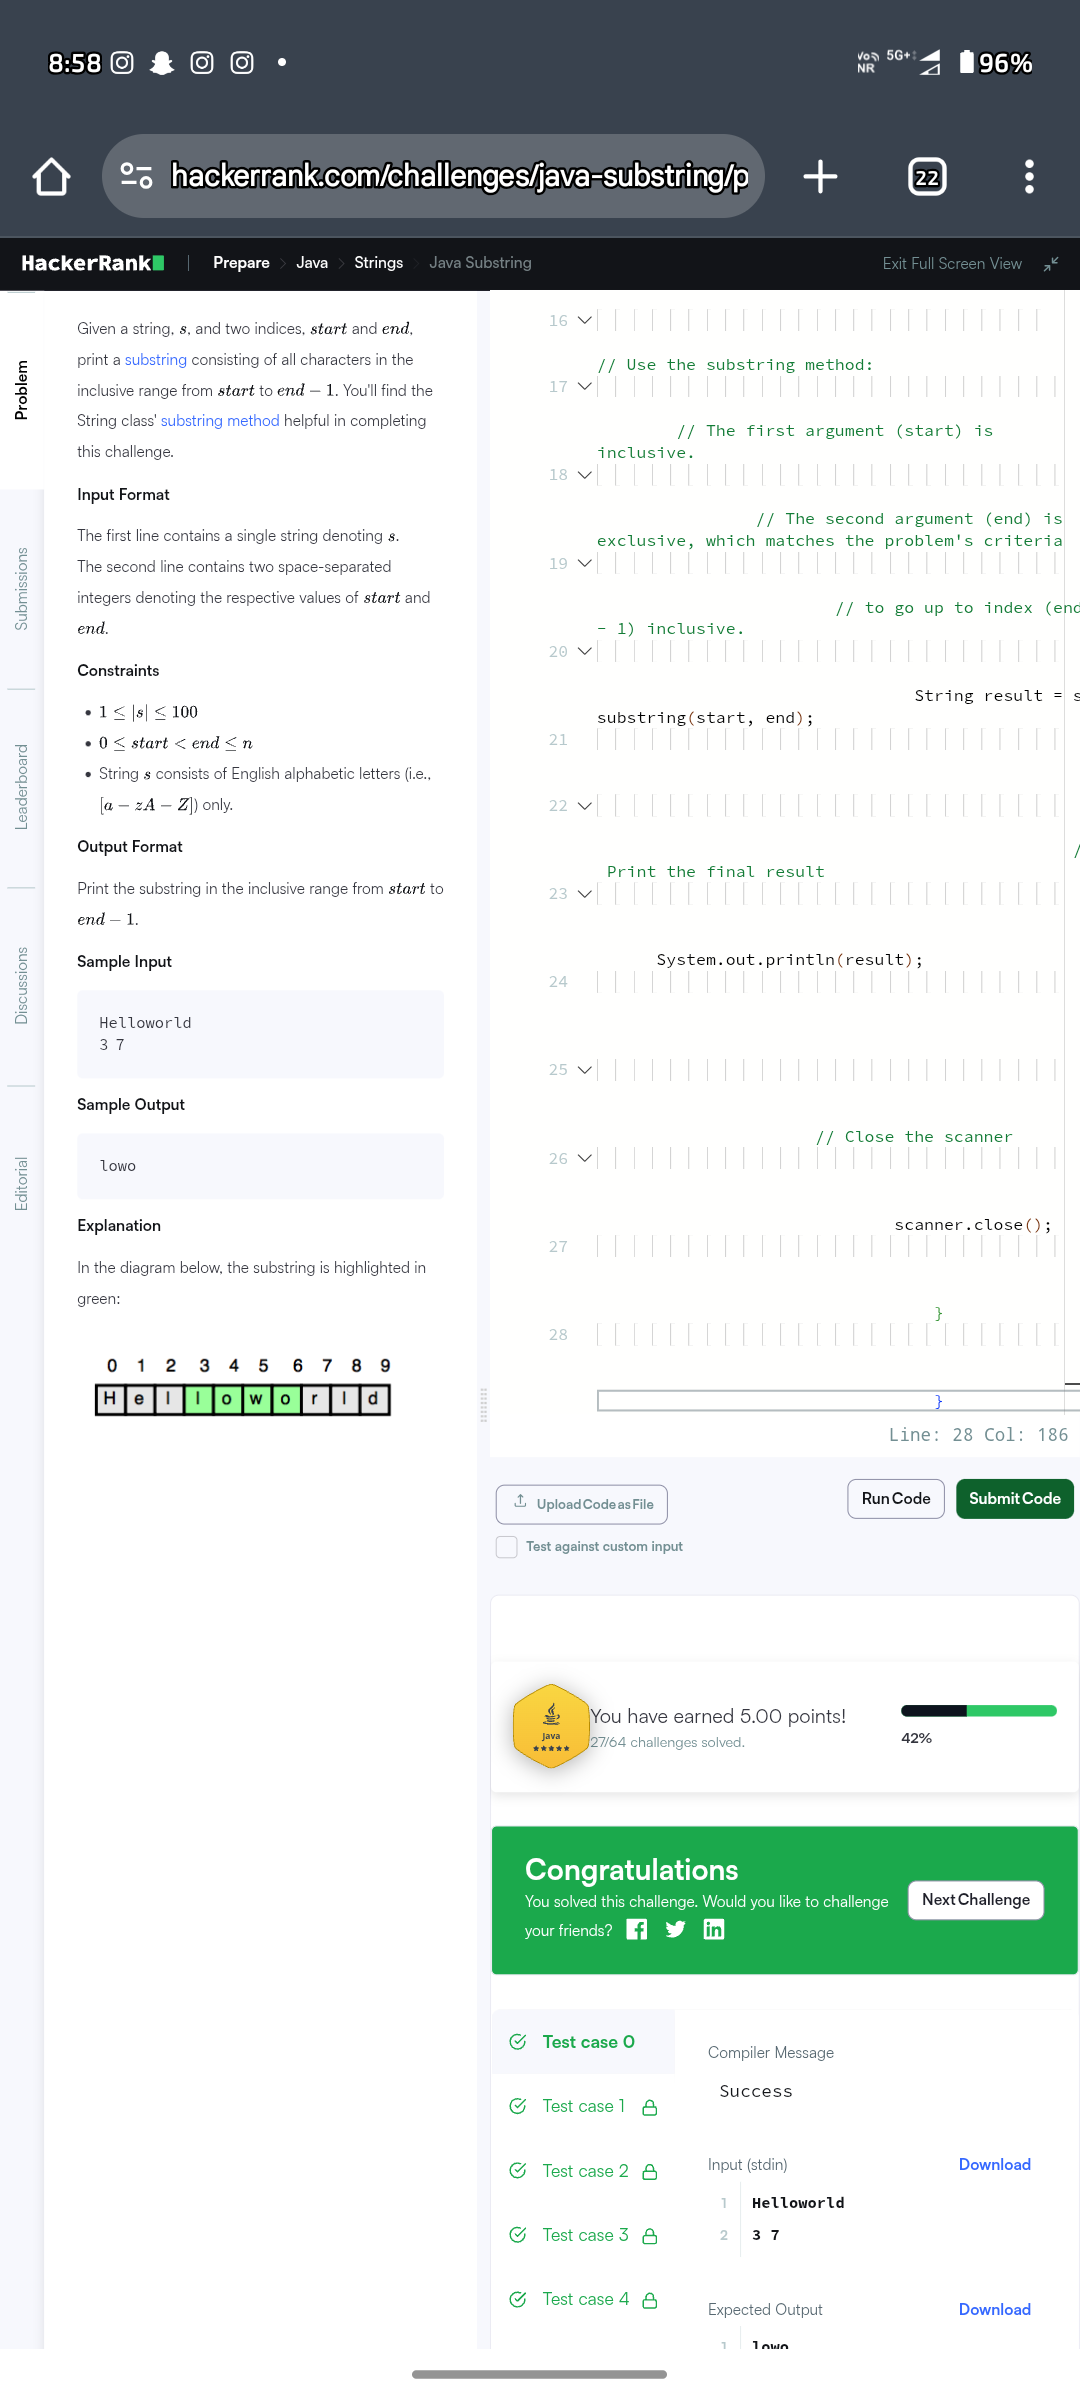 8:58
Vo))
NR
5G+
96%
hackerrank.com/challenges/java-substring/p
22
HackerRank
Prepare
Java
Strings
Java Substring
Exit Full Screen View
Problem
Submissions
Leaderboard
Discussions
Editorial
Given a string, s, and two indices, start and end,
print a substring consisting of all characters in the
inclusive range from start to end − 1. You'll find the
String class' substring method helpful in completing
this challenge.
Input Format
The first line contains a single string denoting s.
The second line contains two space-separated
integers denoting the respective values of start and
end.
Constraints
• 1 ≤ |s| ≤ 100
• 0 ≤ start < end ≤ n
• String s consists of English alphabetic letters (i.e.,
[a − zA − Z]) only.
Output Format
Print the substring in the inclusive range from start to
end − 1.
Sample Input
Helloworld
3 7
Sample Output
lowo
Explanation
In the diagram below, the substring is highlighted in
green:
0 1 2 3 4 5 6 7 8 9
H e l l o w o r l d
16
// Use the substring method:
17
// The first argument (start) is
inclusive.
18
// The second argument (end) is
exclusive, which matches the problem's criteria
19
// to go up to index (end
- 1) inclusive.
20
String result = s
substring(start, end);
21
22
/
Print the final result
23
System.out.println(result);
24
25
// Close the scanner
26
scanner.close();
27
}
28
}
Line: 28 Col: 186
Upload Code as File
Run Code
Submit Code
Test against custom input
Java
★★★★★
You have earned 5.00 points!
27/64 challenges solved.
42%
Congratulations
You solved this challenge. Would you like to challenge
your friends?
Next Challenge
Test case 0
Test case 1
Test case 2
Test case 3
Test case 4
Compiler Message
Success
Input (stdin)
Download
1 Helloworld
2 3 7
Expected Output
Download
1 lowo